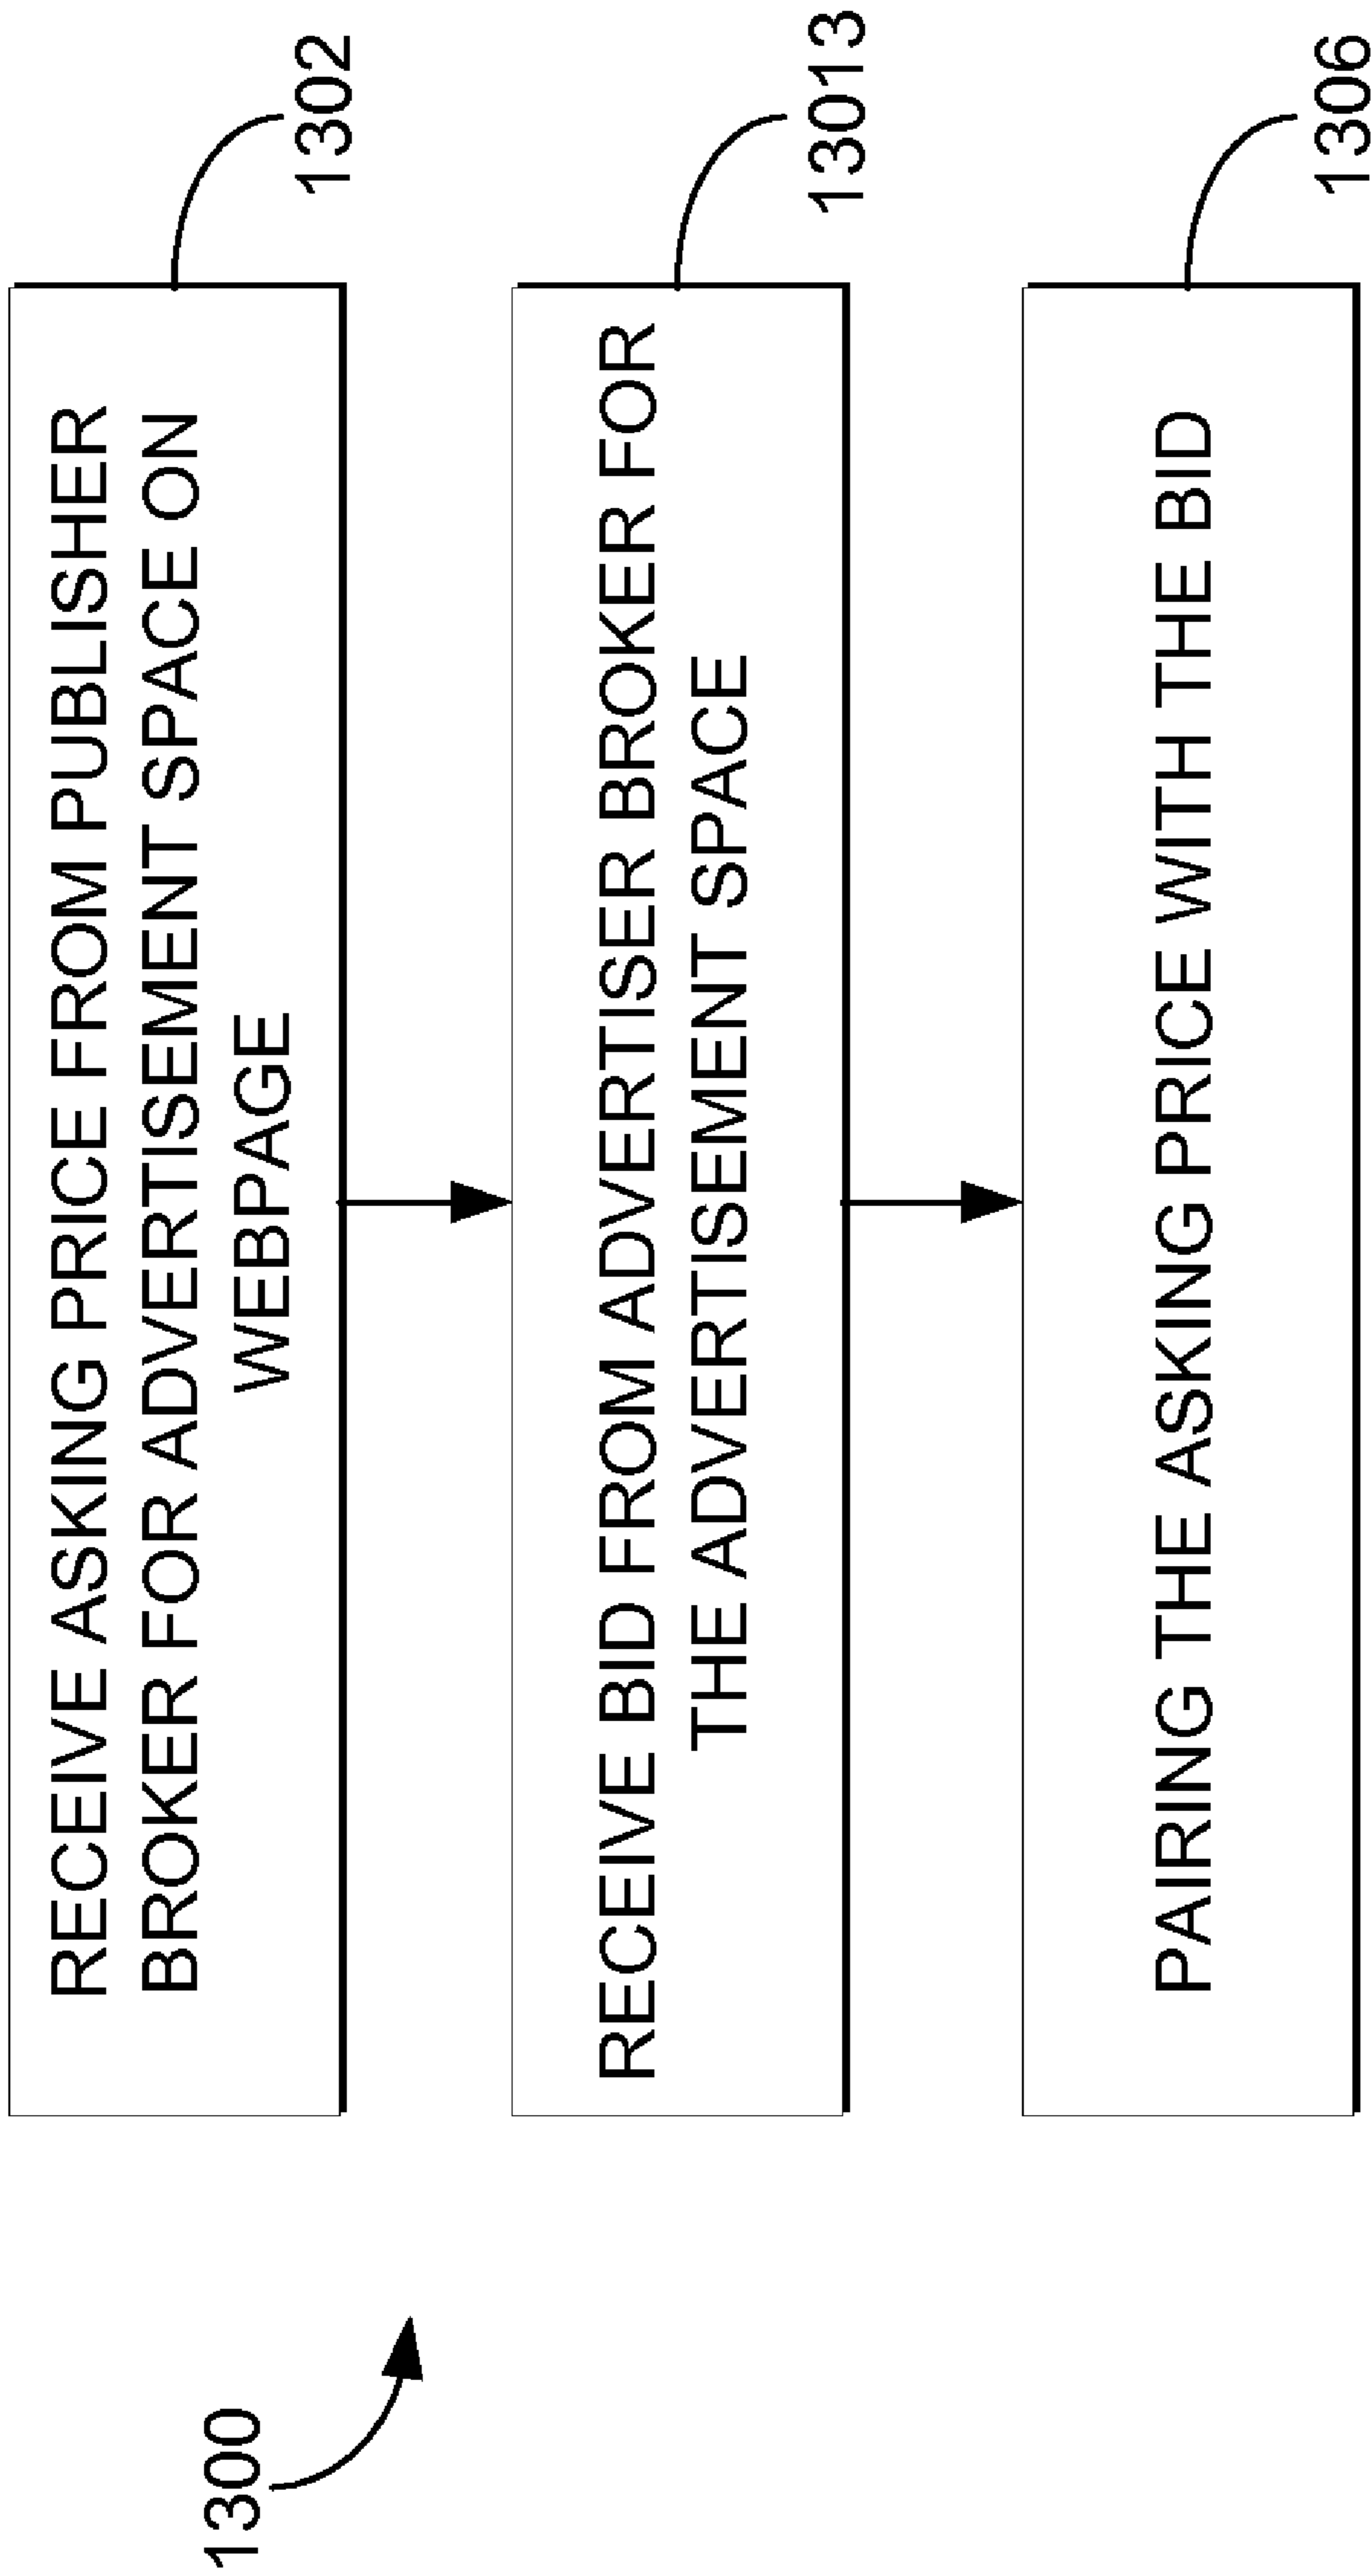 1300
RECEIVE ASKING PRICE FROM PUBLISHER
BROKER FOR ADVERTISEMENT SPACE ON
WEBPAGE
1302
RECEIVE BID FROM ADVERTISER BROKER FOR
THE ADVERTISEMENT SPACE
13013
PAIRING THE ASKING PRICE WITH THE BID
1306